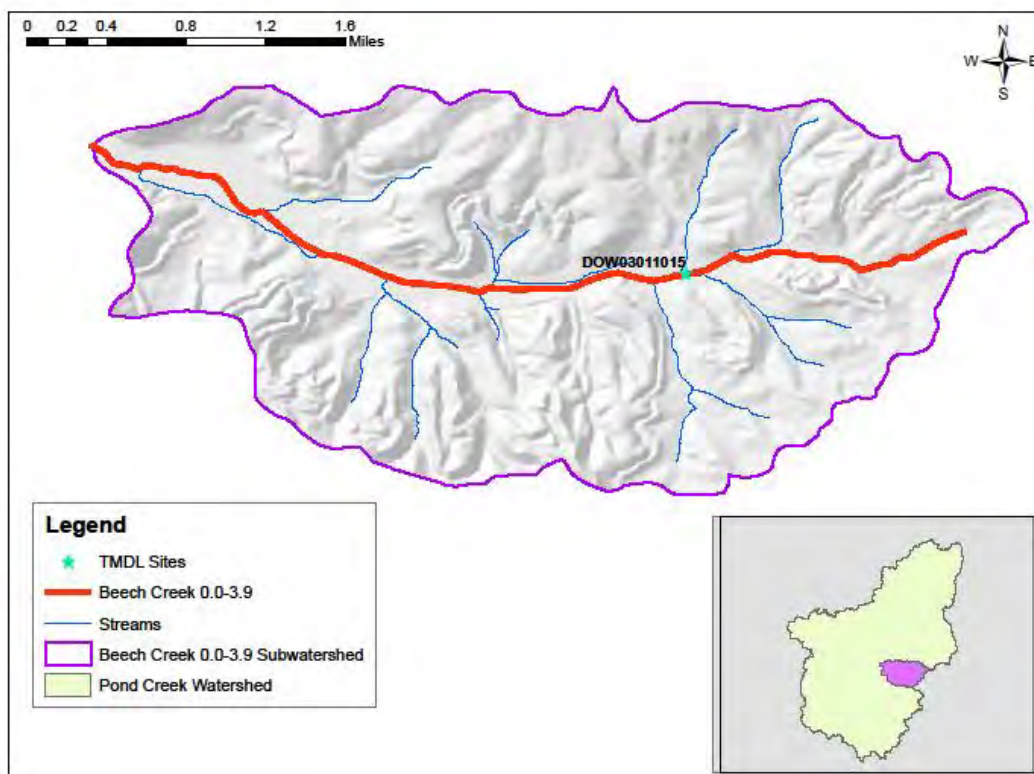 0 0.2 0.4 0.8 1.2 1.6
Miles
N
W E
S
DOW03011015
Legend
TMDL Sites
Beech Creek 0.0-3.9
Streams
Beech Creek 0.0-3.9 Subwatershed
Pond Creek Watershed